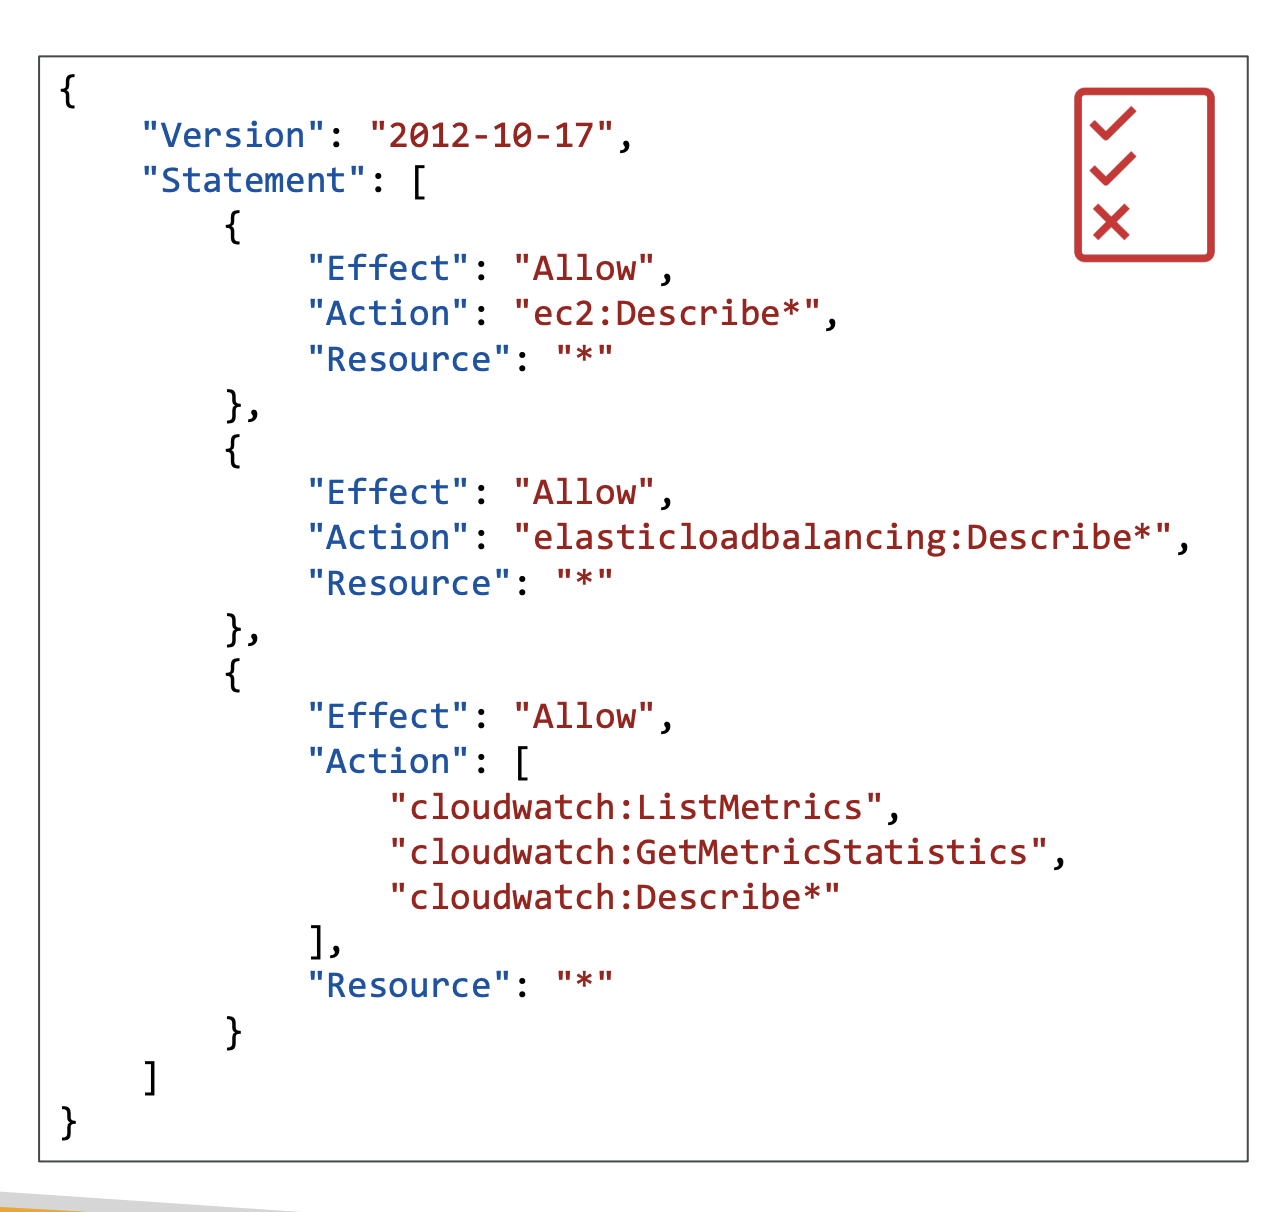 {
"Version": "2012-10-17",
"Statement": [
{
"Effect": "Allow",
"Action": "ec2:Describe*",
"Resource": "*"
},
{
"Effect": "Allow",
"Action": "elasticloadbalancing:Describe*",
"Resource": "*"
},
{
"Effect": "Allow",
"Action": [
"cloudwatch:ListMetrics",
"cloudwatch:GetMetricStatistics",
"cloudwatch:Describe*"
],
"Resource": "*"
}
]
}